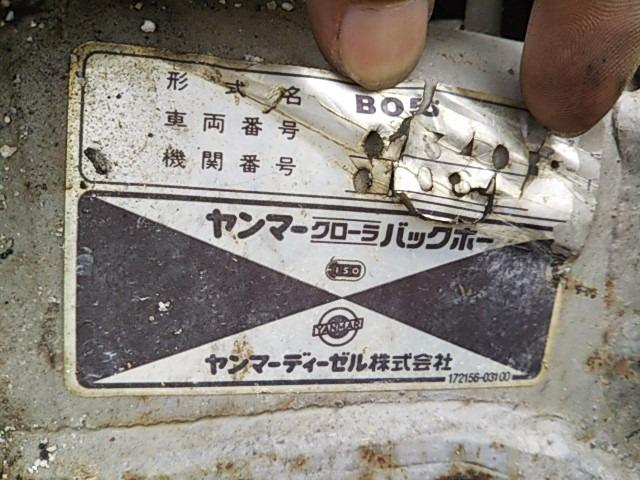 形式名 BO55
車両番号
機関番号
ヤンマークローラバックホー
ISO
YANMAR
ヤンマーディーゼル株式会社
172156-03100